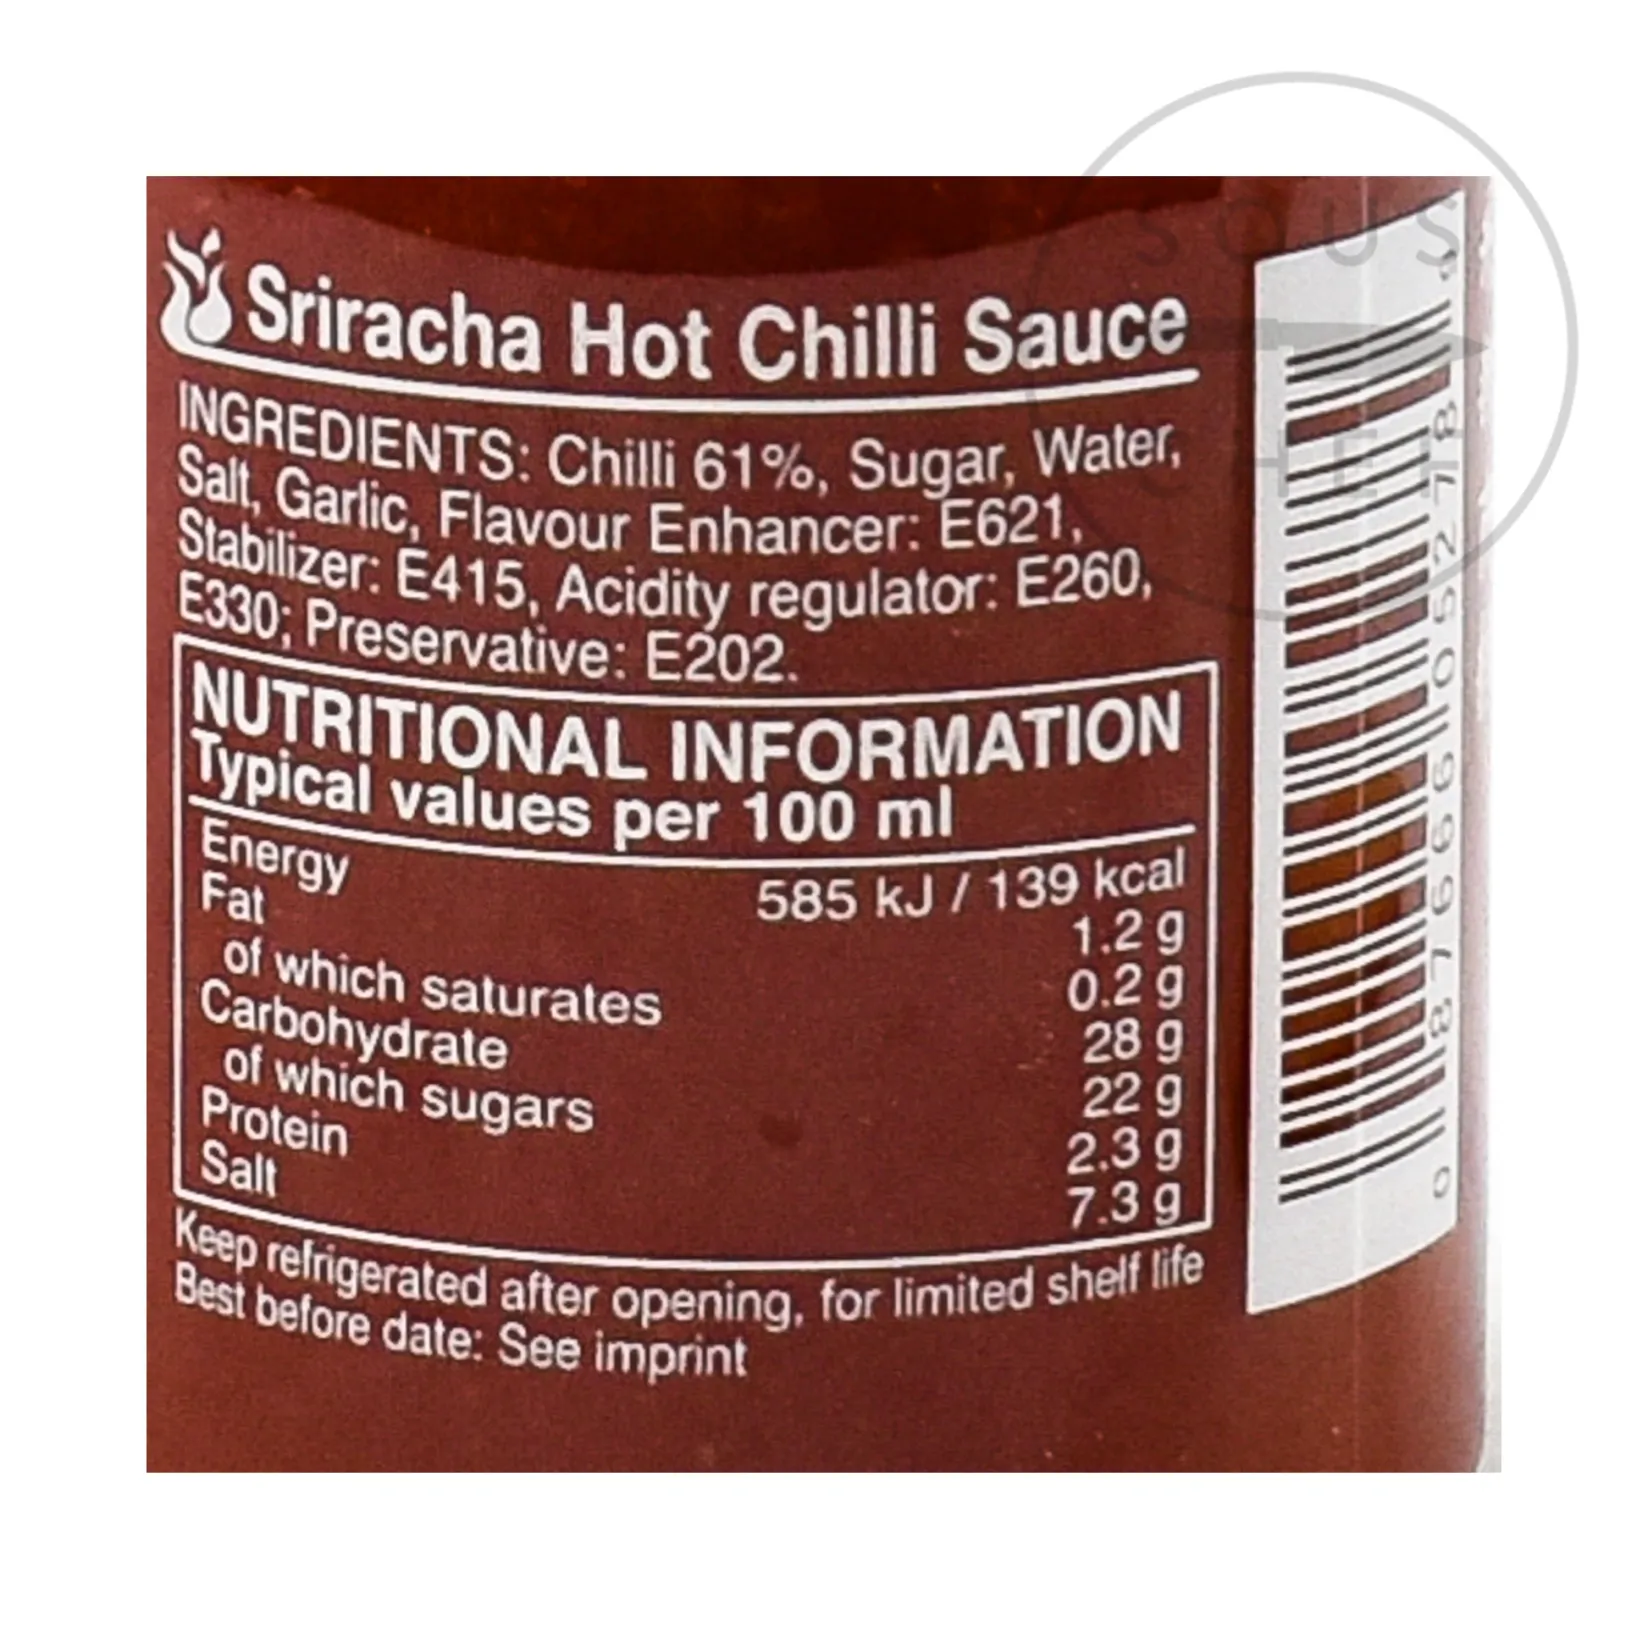 Sriracha Hot Chilli Sauce
INGREDIENTS: Chilli 61%, Sugar, Water,
Salt, Garlic, Flavour Enhancer: E621,
Stabilizer: E415, Acidity regulator: E260,
E330; Preservative: E202.
NUTRITIONAL INFORMATION
Typical values per 100 ml
Energy 585 kJ / 139 kcal
Fat 1.2 g
of which saturates 0.2 g
Carbohydrate 28 g
of which sugars 22 g
Protein 2.3 g
Salt 7.3 g
Keep refrigerated after opening, for limited shelf life
Best before date: See imprint
SOUS